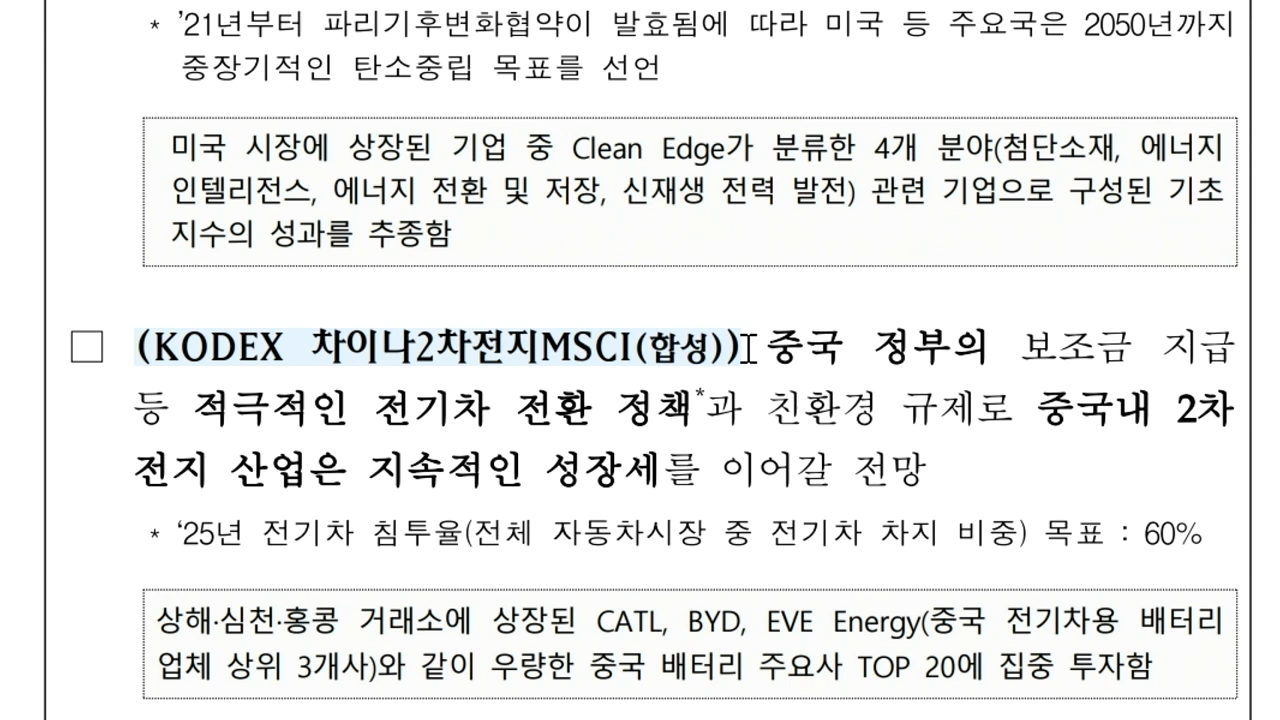 * '21년부터 파리기후변화협약이 발효됨에 따라 미국 등 주요국은 2050년까지
중장기적인 탄소중립 목표를 선언
미국 시장에 상장된 기업 중 Clean Edge가 분류한 4개 분야(첨단소재, 에너지
인텔리전스, 에너지 전환 및 저장, 신재생 전력 발전) 관련 기업으로 구성된 기초
지수의 성과를 추종함
□ (KODEX 차이나2차전지MSCI(합성)) 중국 정부의 보조금 지급
등 적극적인 전기차 전환 정책*과 친환경 규제로 중국내 2차
전지 산업은 지속적인 성장세를 이어갈 전망
* ‘25년 전기차 침투율(전체 자동차시장 중 전기차 차지 비중) 목표 : 60%
상해·심천·홍콩 거래소에 상장된 CATL, BYD, EVE Energy(중국 전기차용 배터리
업체 상위 3개사)와 같이 우량한 중국 배터리 주요사 TOP 20에 집중 투자함